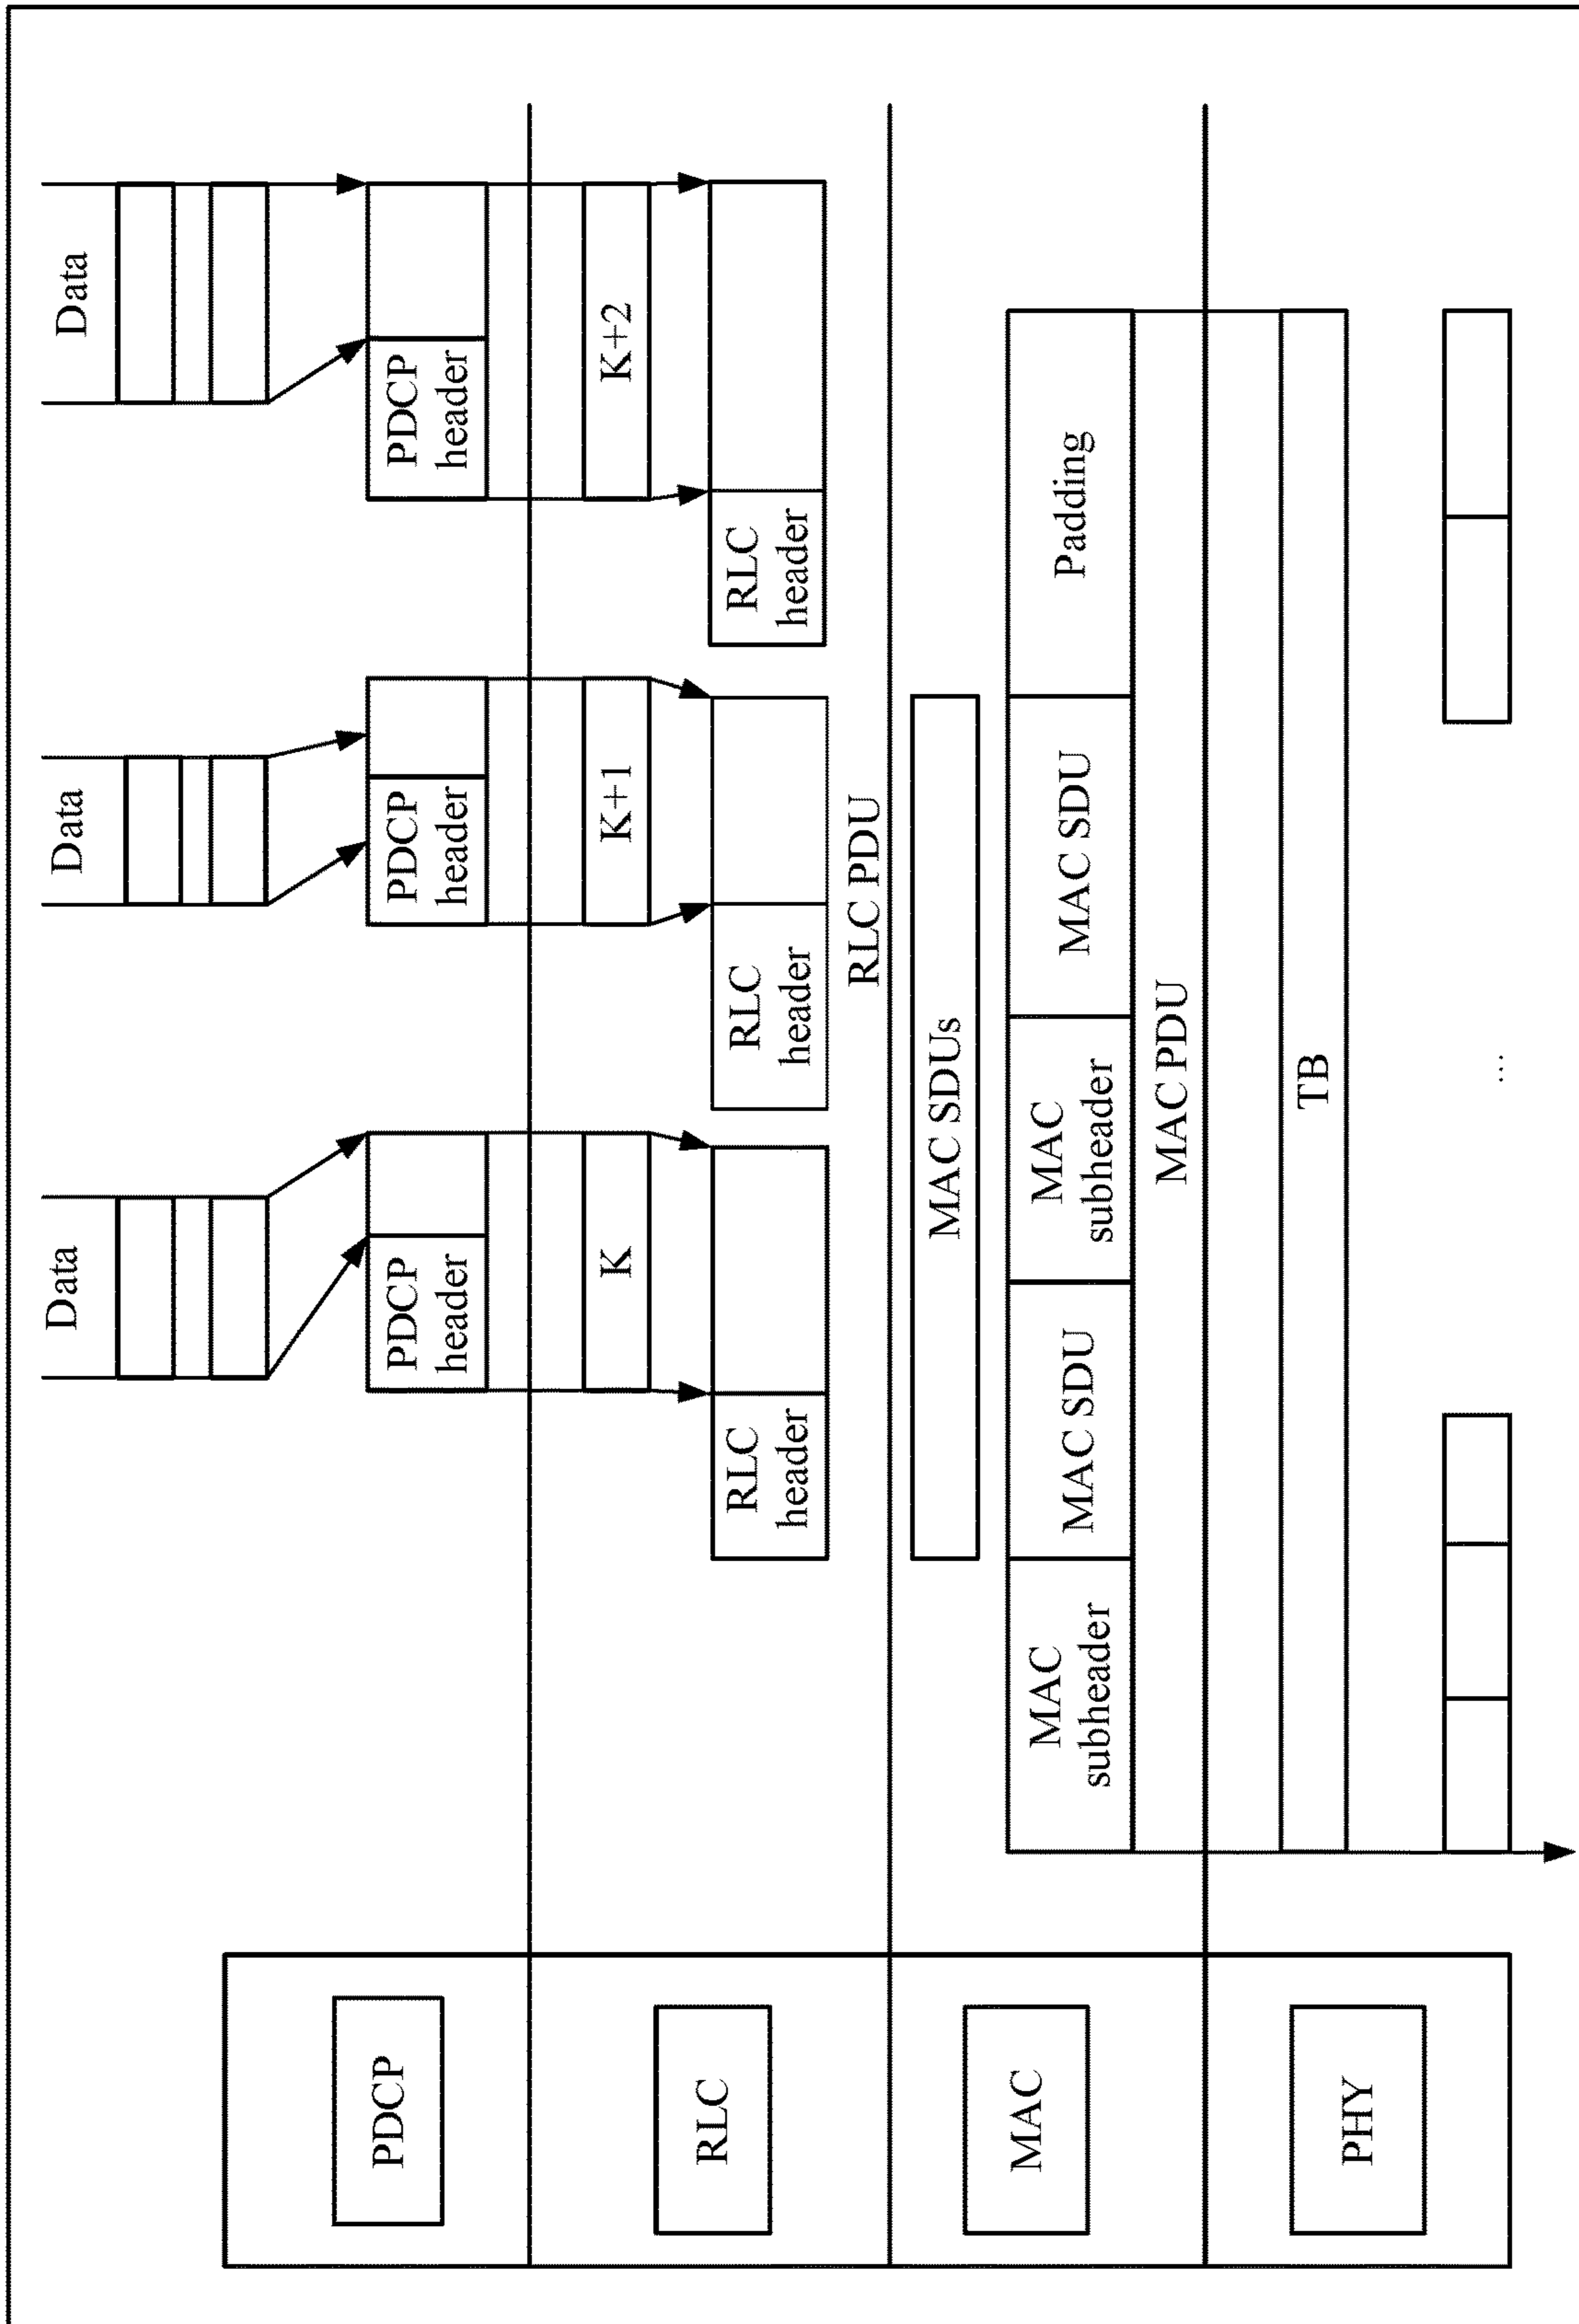 Data
Data
Data
PDCP
PDCP
header
PDCP
header
PDCP
header
RLC
K
K+1
K+2
RLC
header
RLC
header
RLC
header
RLC PDU
MAC
MAC SDUs
MAC
subheader
MAC SDU
MAC
subheader
MAC SDU
Padding
MAC PDU
PHY
TB
...